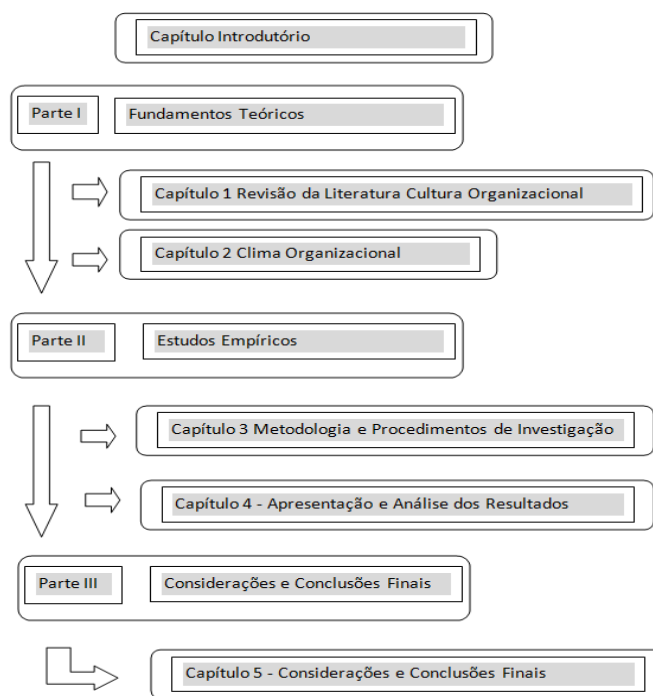 Capítulo Introdutório
Parte I Fundamentos Teóricos
Capítulo 1 Revisão da Literatura Cultura Organizacional
Capítulo 2 Clima Organizacional
Parte II Estudos Empíricos
Capítulo 3 Metodologia e Procedimentos de Investigação
Capítulo 4 - Apresentação e Análise dos Resultados
Parte III Considerações e Conclusões Finais
Capítulo 5 - Considerações e Conclusões Finais